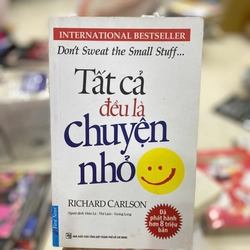 INTERNATIONAL BESTSELLER
Don't Sweat the Small Stuff...
Tất cả
đều là
chuyện
nhỏ
RICHARD CARLSON
Đã
phát hành
hơn 8 triệu
bản